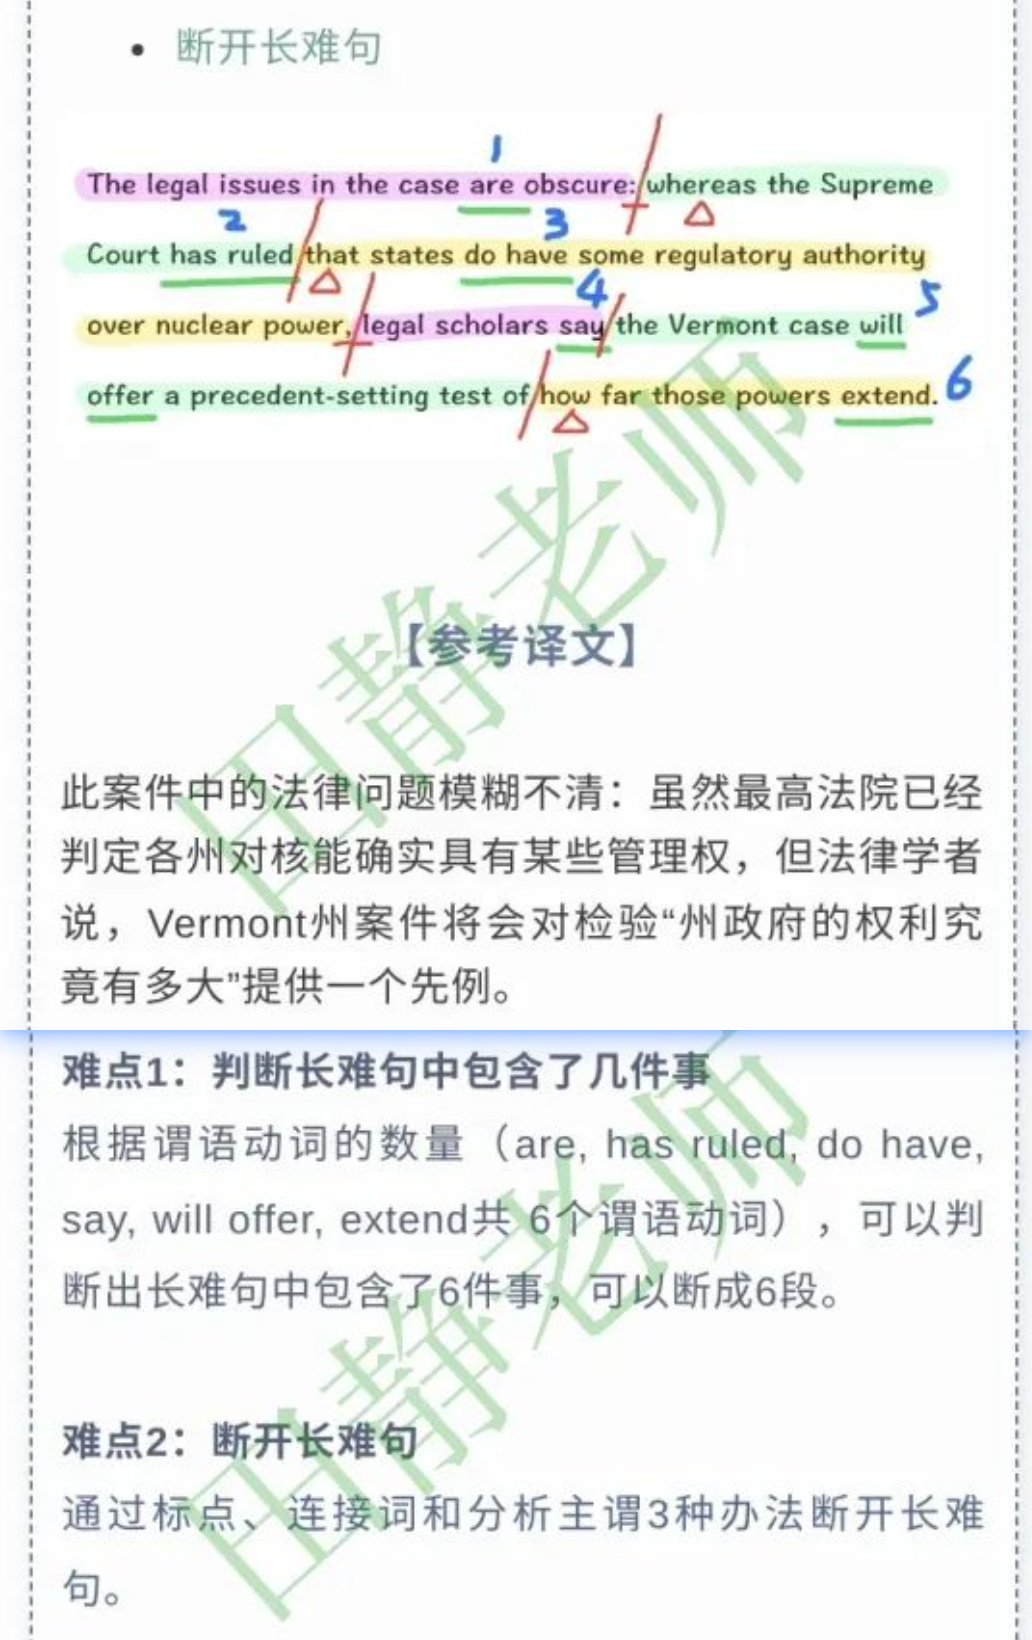 断开长难句
1
The legal issues in the case are obscure: whereas the Supreme
2 3
Court has ruled that states do have some regulatory authority
4 5
over nuclear power, legal scholars say the Vermont case will
offer a precedent-setting test of how far those powers extend. 6
【参考译文】
此案件中的法律问题模糊不清：虽然最高法院已经
判定各州对核能确实具有某些管理权，但法律学者
说，Vermont州案件将会对检验“州政府的权利究
竟有多大”提供一个先例。
田静老师
难点1：判断长难句中包含了几件事
根据谓语动词的数量（are, has ruled, do have,
say, will offer, extend共 6个谓语动词），可以判
断出长难句中包含了6件事，可以断成6段。
难点2：断开长难句
通过标点、连接词和分析主谓3种办法断开长难
句。
田静老师